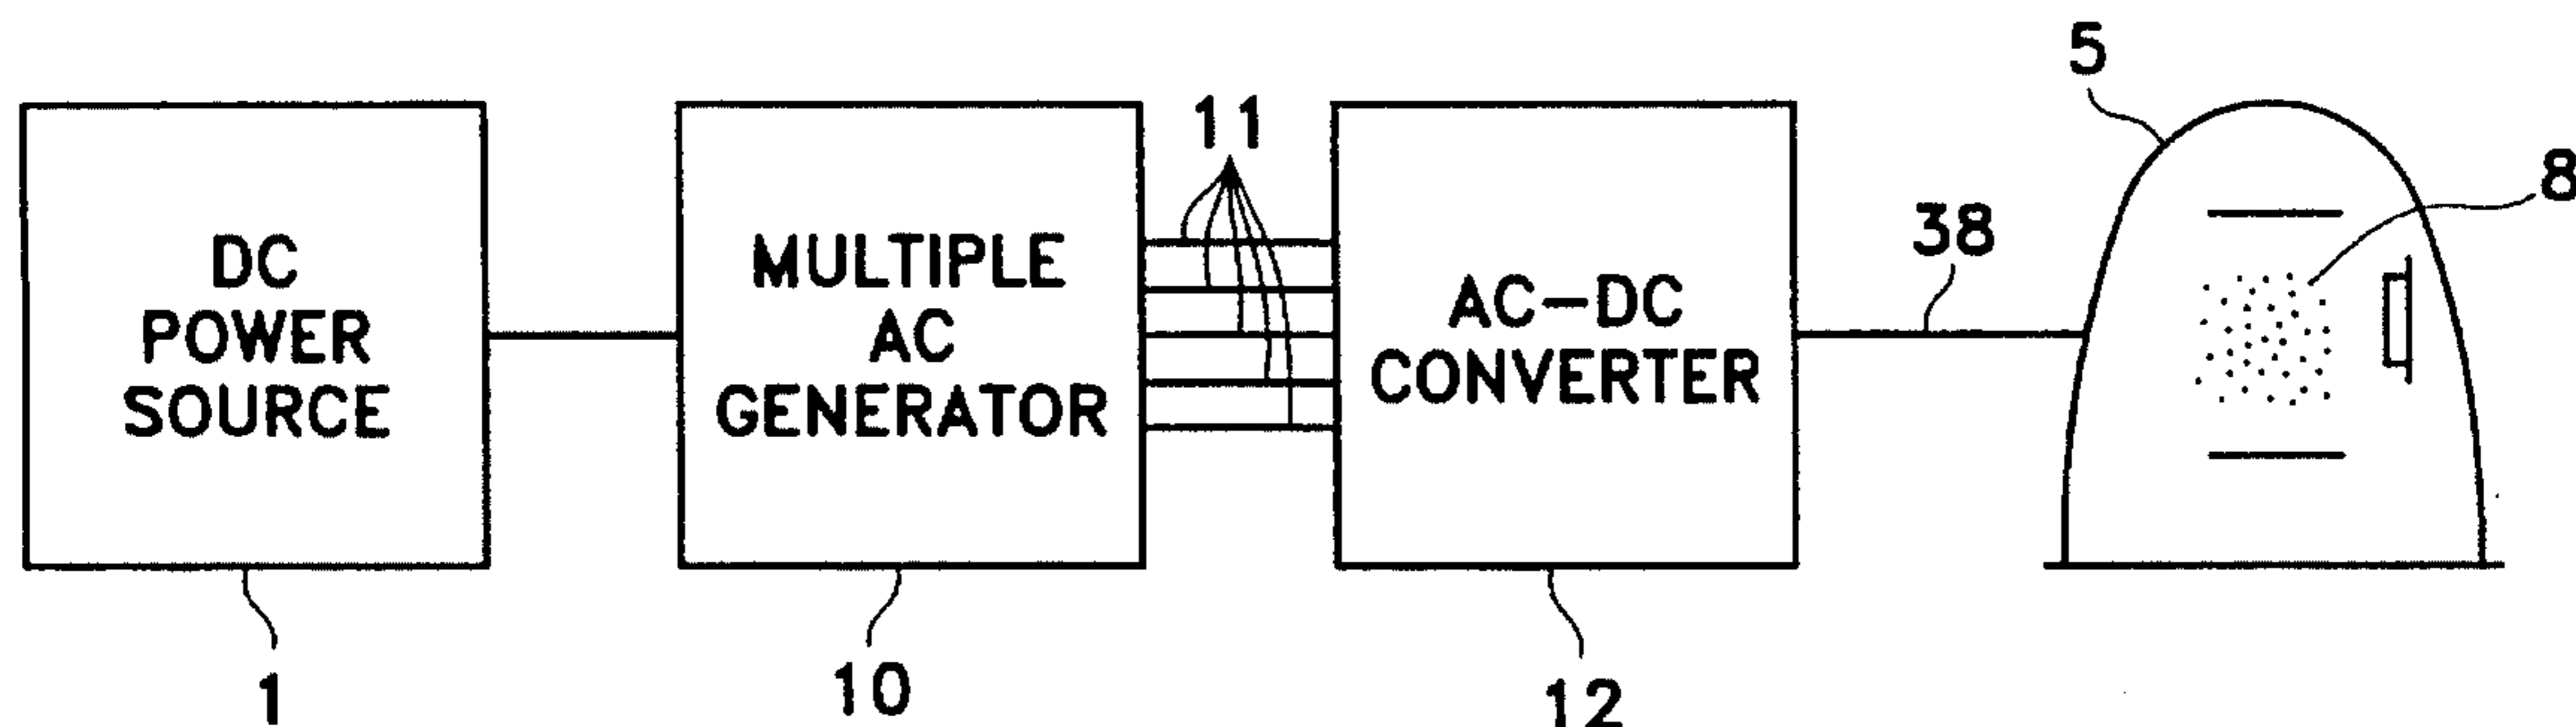 5
11
8
38
DC
POWER
SOURCE
MULTIPLE
AC
GENERATOR
AC-DC
CONVERTER
1
10
12